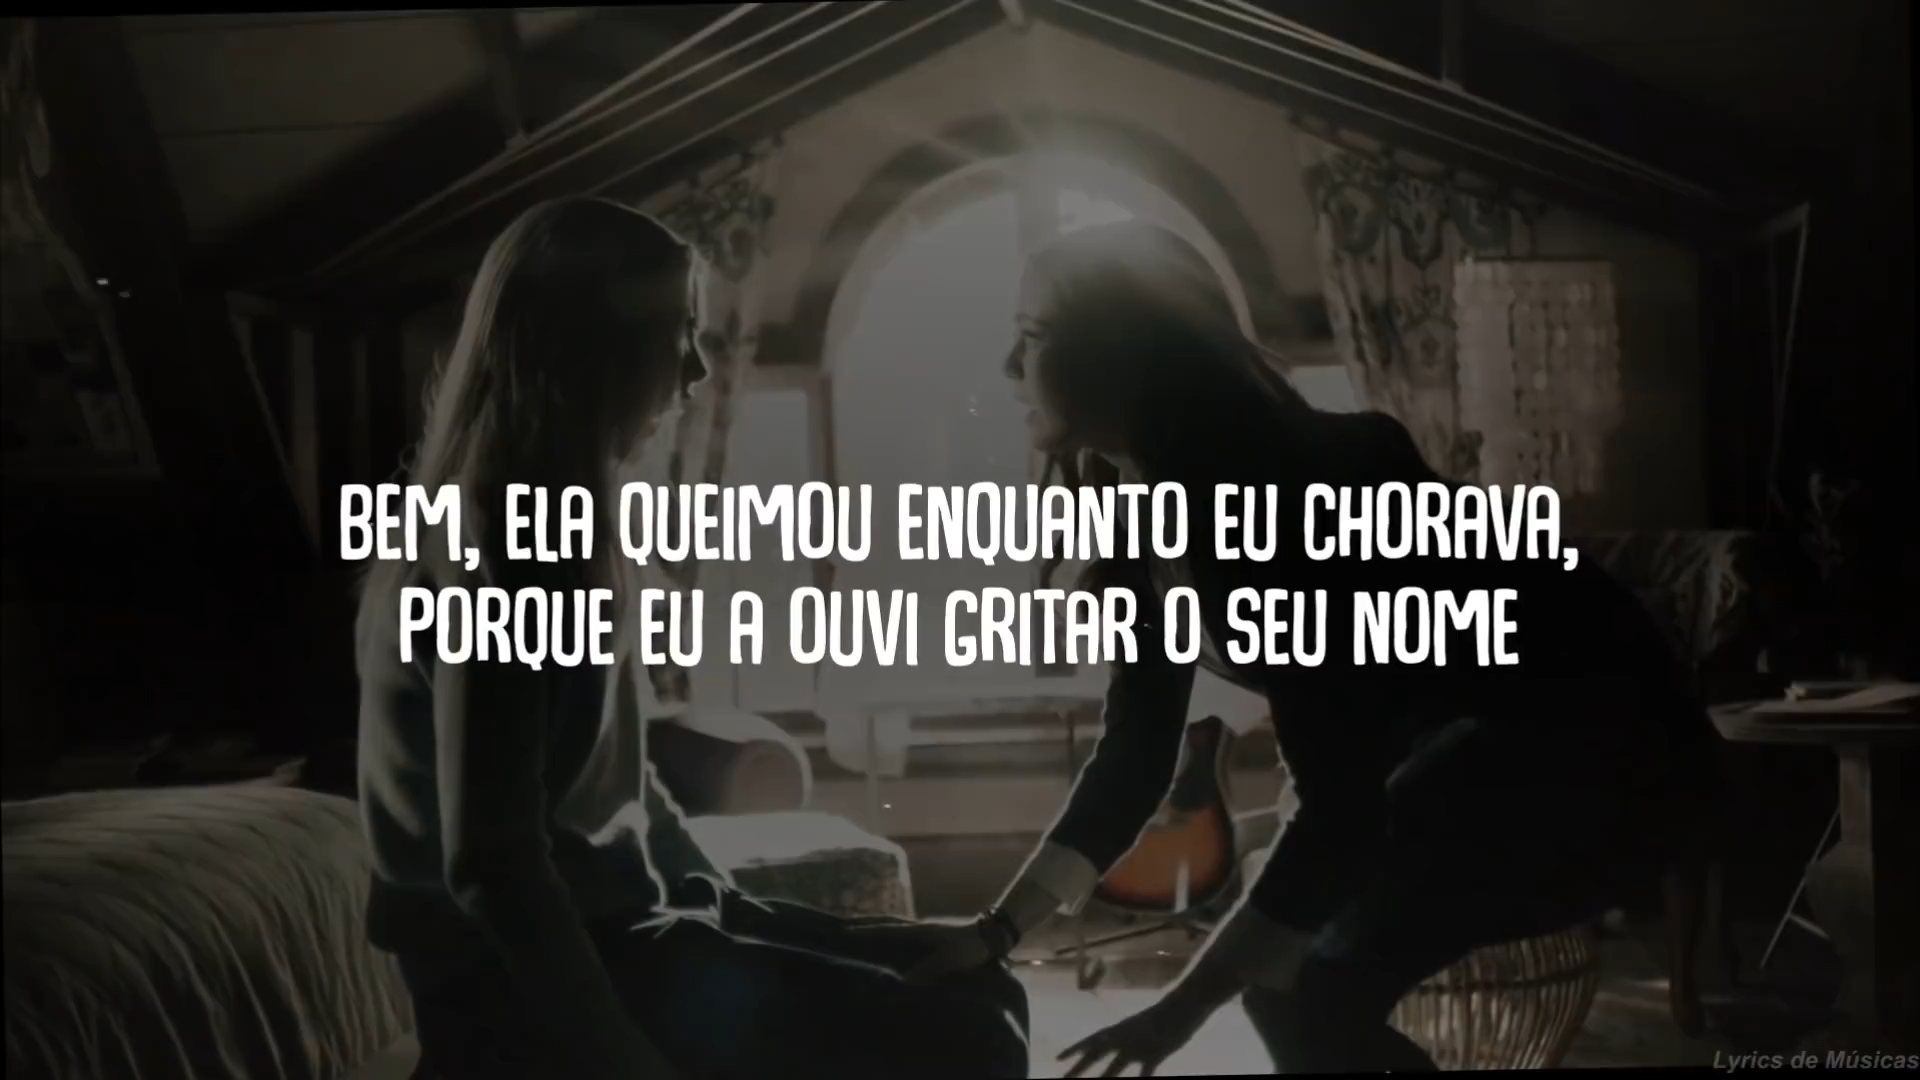 BEM, ELA QUEIMOU ENQUANTO EU CHORAVA,
PORQUE EU A OUVI GRITAR O SEU NOME
Lyrics de Músicas